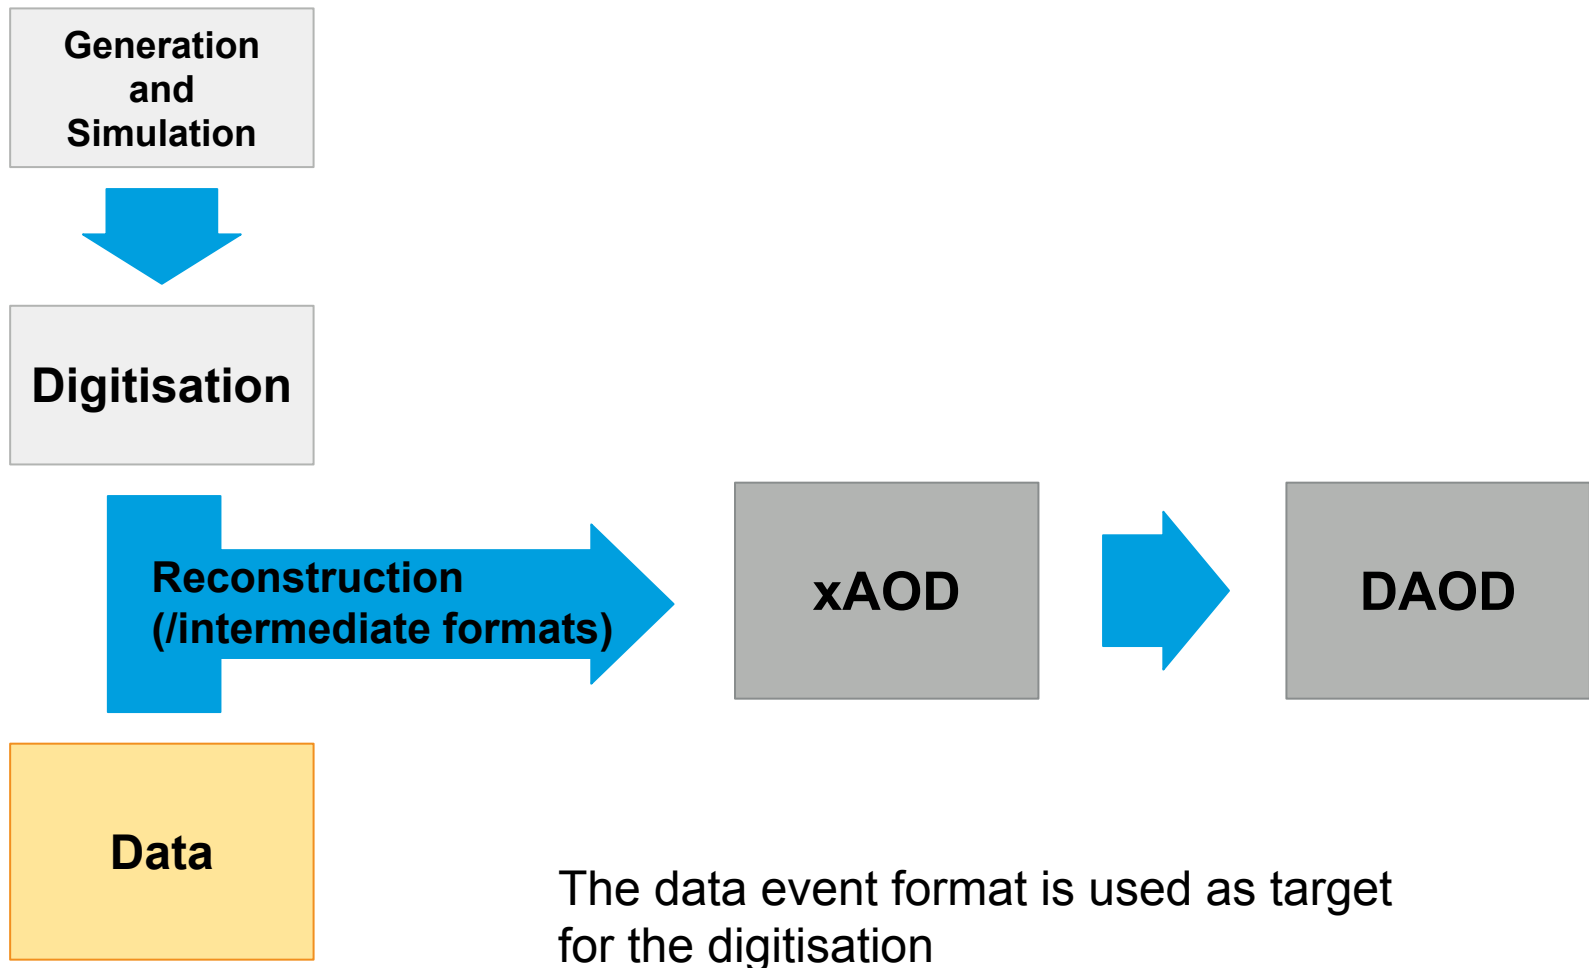 Generation
and
Simulation
Digitisation
Reconstruction
(/intermediate formats)
xAOD
DAOD
Data
The data event format is used as target
for the digitisation